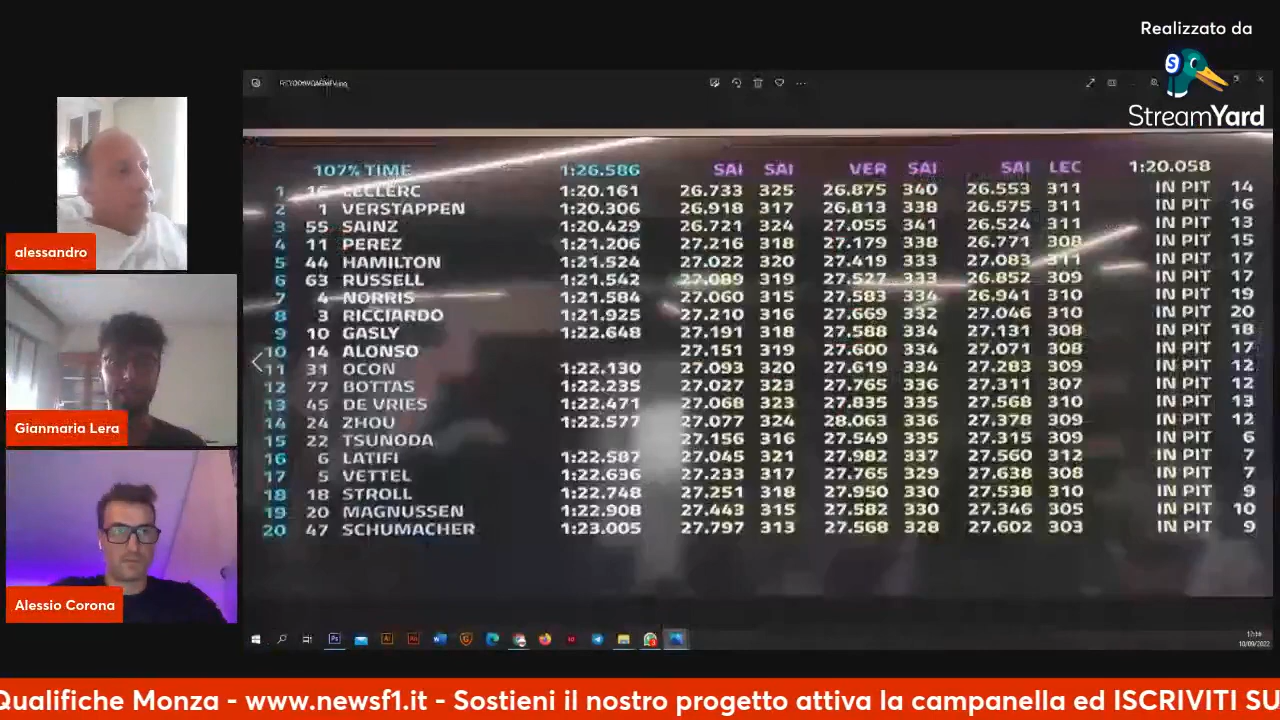 Realizzato da
StreamYard
107% TIME 1:26.586 SAI SAI VER SAI SAI LEC 1:20.058
1 16 LECLERC 1:20.161 26.733 325 26.875 340 26.553 311 IN PIT 14
2 1 VERSTAPPEN 1:20.306 26.918 317 26.813 338 26.575 311 IN PIT 16
3 55 SAINZ 1:20.429 26.721 324 27.055 341 26.524 311 IN PIT 13
4 11 PEREZ 1:21.206 27.216 318 27.179 338 26.771 308 IN PIT 15
5 44 HAMILTON 1:21.524 27.022 320 27.419 333 27.083 311 IN PIT 17
6 63 RUSSELL 1:21.542 27.089 319 27.527 333 26.852 309 IN PIT 17
7 4 NORRIS 1:21.584 27.060 315 27.583 334 26.941 310 IN PIT 19
8 3 RICCIARDO 1:21.925 27.210 316 27.669 332 27.046 310 IN PIT 20
9 10 GASLY 1:22.648 27.191 318 27.588 334 27.131 308 IN PIT 18
10 14 ALONSO 27.151 319 27.600 334 27.071 308 IN PIT 17
11 31 OCON 1:22.130 27.093 320 27.619 334 27.283 309 IN PIT 12
12 77 BOTTAS 1:22.235 27.027 323 27.765 336 27.311 307 IN PIT 12
13 45 DE VRIES 1:22.471 27.068 323 27.835 335 27.568 310 IN PIT 13
14 24 ZHOU 1:22.577 27.077 324 28.063 336 27.378 309 IN PIT 12
15 22 TSUNODA 27.156 316 27.549 335 27.315 309 IN PIT 6
16 6 LATIFI 1:22.587 27.045 321 27.982 337 27.560 312 IN PIT 7
17 5 VETTEL 1:22.636 27.233 317 27.765 329 27.638 308 IN PIT 7
18 18 STROLL 1:22.748 27.251 318 27.950 330 27.538 310 IN PIT 9
19 20 MAGNUSSEN 1:22.908 27.443 315 27.582 330 27.346 305 IN PIT 10
20 47 SCHUMACHER 1:23.005 27.797 313 27.568 328 27.602 303 IN PIT 9
alessandro
Gianmaria Lera
Alessio Corona
10/09/2022
Qualifiche Monza - www.newsf1.it - Sostieni il nostro progetto attiva la campanella ed ISCRIVITI SU